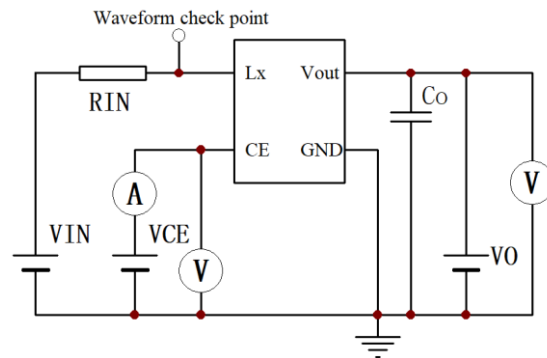 Waveform check point
RIN
Lx
Vout
CO
CE
GND
A
V
V
VIN
VCE
VO